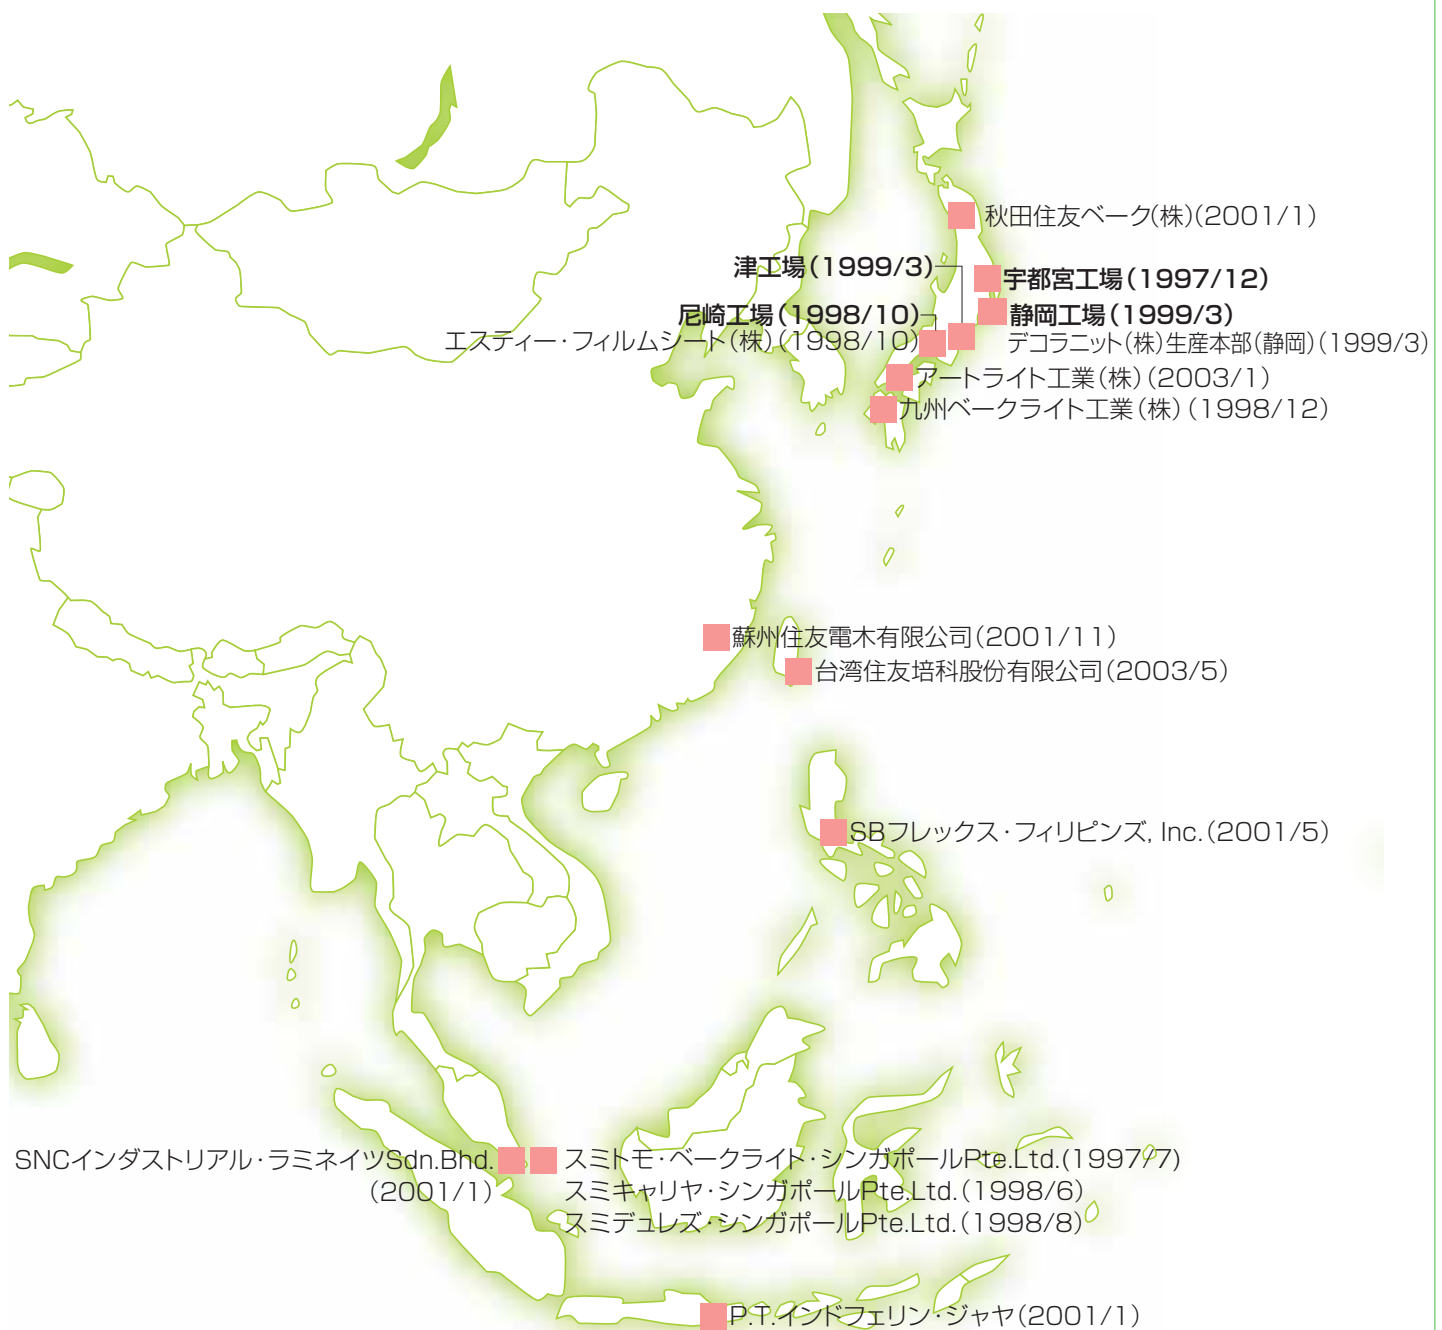 秋田住友ベーク(株)(2001/1)
津工場(1999/3)
宇都宮工場(1997/12)
尼崎工場(1998/10)
静岡工場(1999/3)
エスティー・フィルムシート(株)(1998/10)
デコラニット(株)生産本部(静岡)(1999/3)
アートライト工業(株)(2003/1)
九州ベークライト工業(株)(1998/12)
蘇州住友電木有限公司(2001/11)
台湾住友培科股份有限公司(2003/5)
SBフレックス・フィリピンズ, Inc.(2001/5)
SNCインダストリアル・ラミネイツSdn.Bhd.
(2001/1)
スミトモ・ベークライト・シンガポールPte.Ltd.(1997/7)
スミキャリヤ・シンガポールPte.Ltd.(1998/6)
スミデュレズ・シンガポールPte.Ltd.(1998/8)
P.T.インドフェリン・ジャヤ(2001/1)